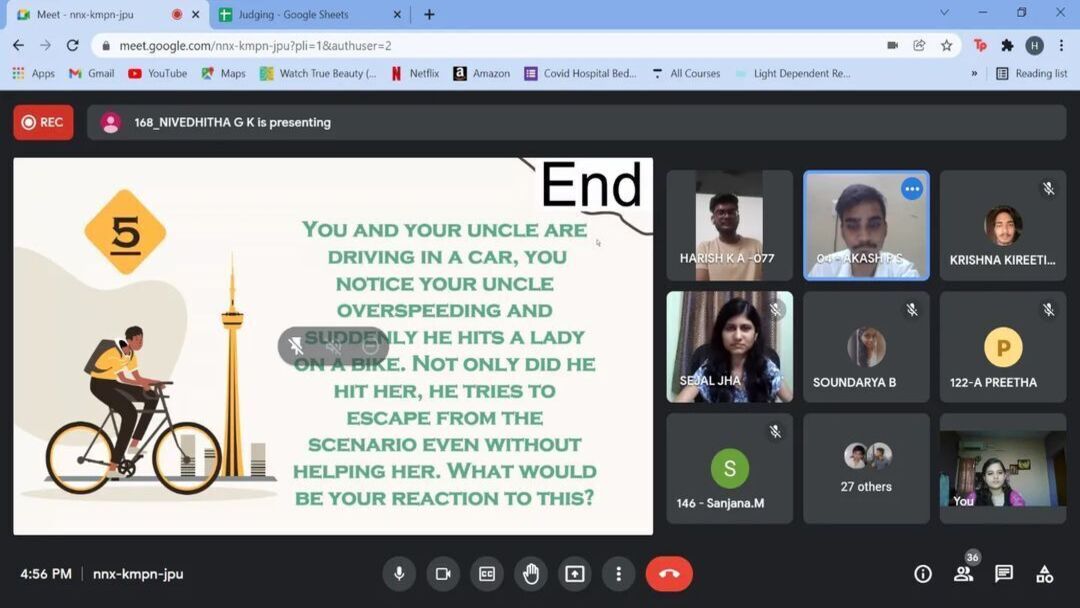 Meet - nnx-kmpn-jpu
Judging - Google Sheets
meet.google.com/nnx-kmpn-jpu?pli=1&authuser=2
Tp
H
Apps
Gmail
YouTube
Maps
Watch True Beauty (...
Netflix
Amazon
Covid Hospital Bed...
All Courses
Light Dependent Re...
»
Reading list
REC
168_NIVEDHITHA G K is presenting
End
5
YOU AND YOUR UNCLE ARE
DRIVING IN A CAR, YOU
NOTICE YOUR UNCLE
OVERSPEEDING AND
SUDDENLY HE HITS A LADY
ON A BIKE. NOT ONLY DID HE
HIT HER, HE TRIES TO
ESCAPE FROM THE
SCENARIO EVEN WITHOUT
HELPING HER. WHAT WOULD
BE YOUR REACTION TO THIS?
HARISH K A -077
04 - AKASH P S
KRISHNA KIREETI...
SEJAL JHA
SOUNDARYA B
P
122-A PREETHA
S
146 - Sanjana.M
27 others
You
4:56 PM
nnx-kmpn-jpu
36